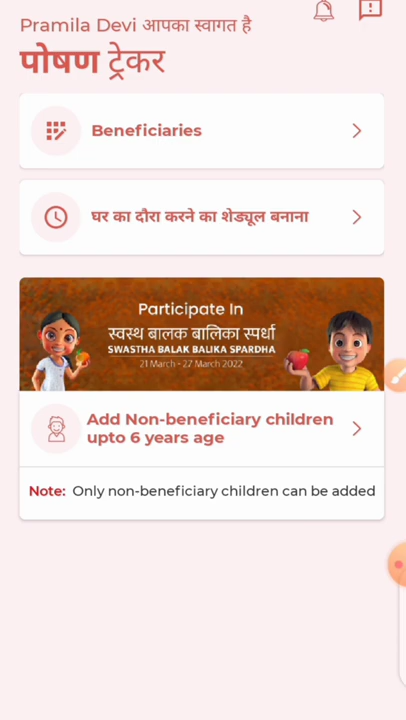 Pramila Devi आपका स्वागत है
पोषण ट्रेकर
Beneficiaries
घर का दौरा करने का शेड्यूल बनाना
Participate In
स्वस्थ बालक बालिका स्पर्धा
SWASTHA BALAK BALIKA SPARDHA
21 March - 27 March 2022
Add Non-beneficiary children
upto 6 years age
Note: Only non-beneficiary children can be added